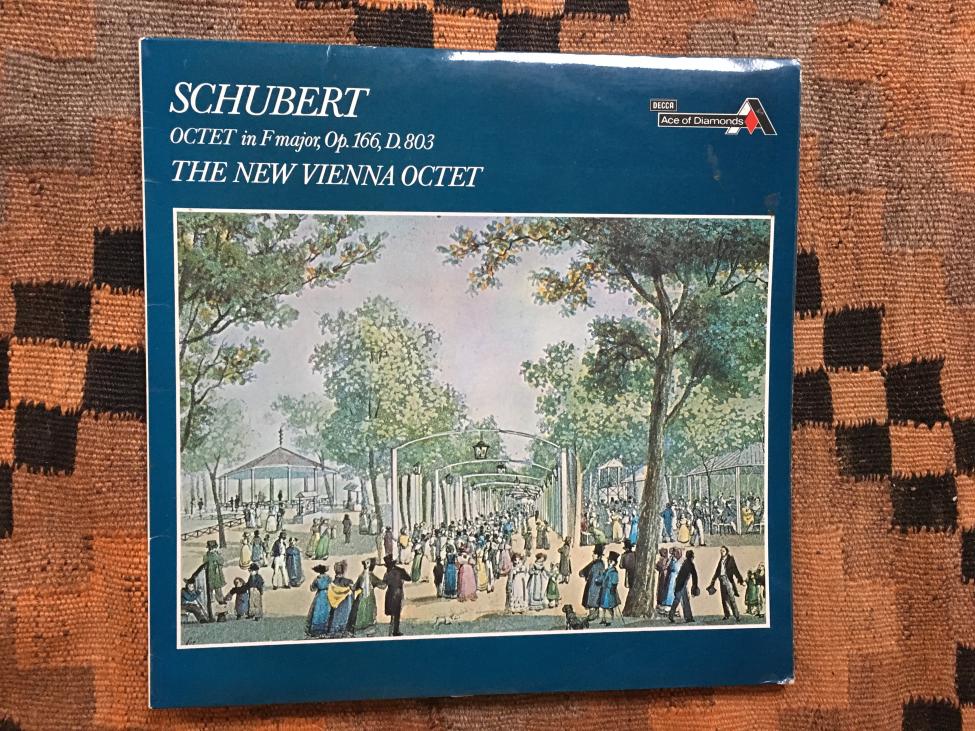 SCHUBERT
OCTET in F major, Op. 166, D. 803
THE NEW VIENNA OCTET
DECCA
Ace of Diamonds